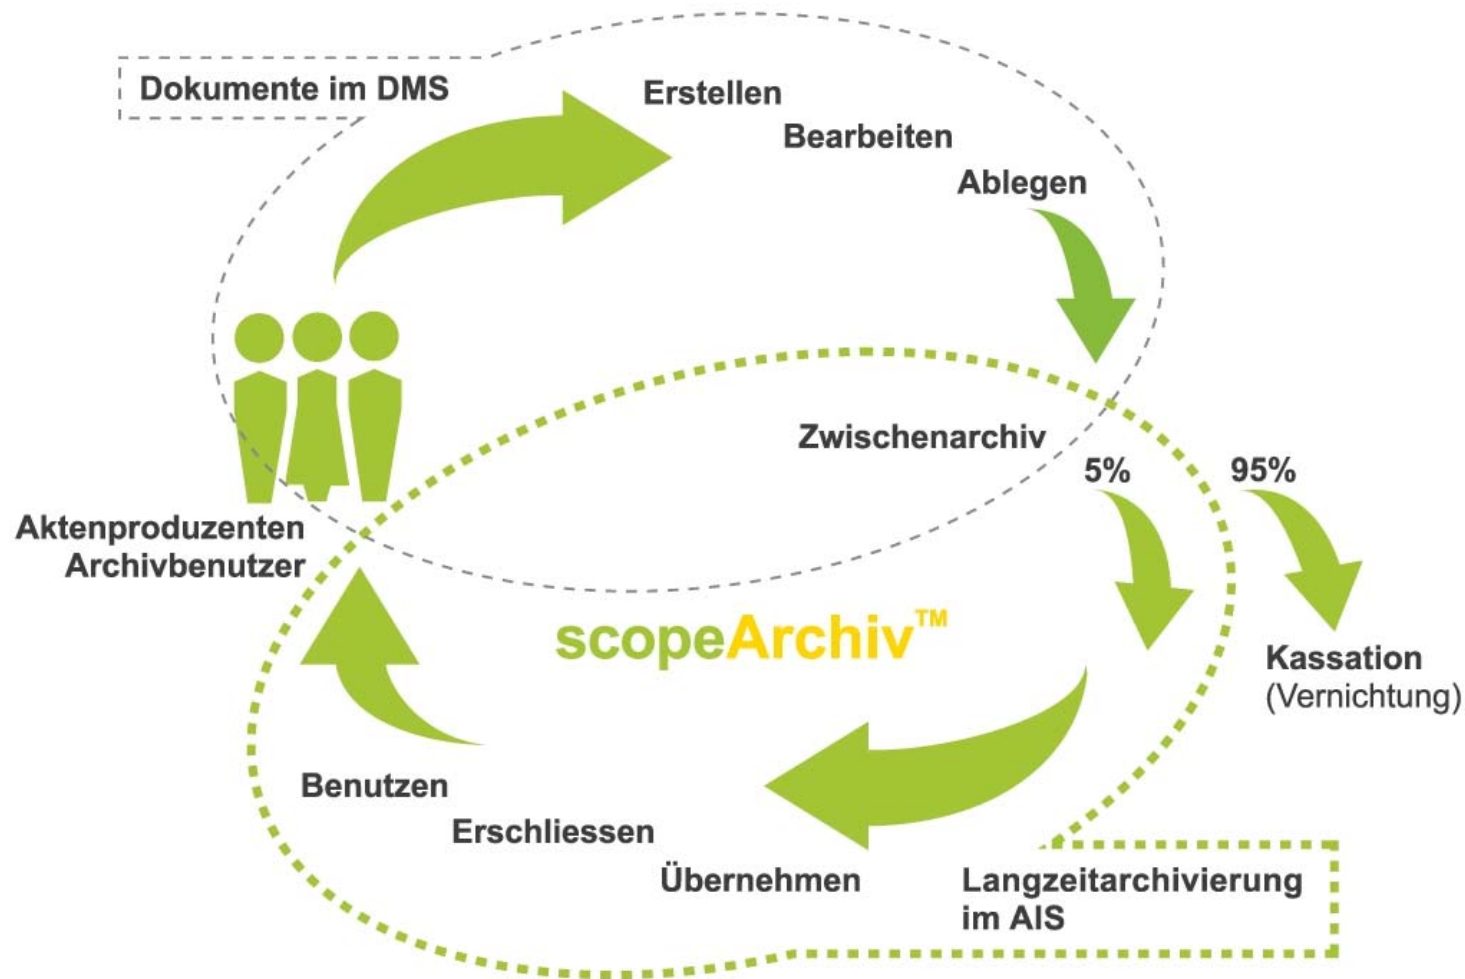 Dokumente im DMS
Erstellen
Bearbeiten
Ablegen
Zwischenarchiv
5%
95%
Aktenproduzenten
Archivbenutzer
scopeArchiv™
Kassation
(Vernichtung)
Benutzen
Erschliessen
Übernehmen
Langzeitarchivierung
im AIS